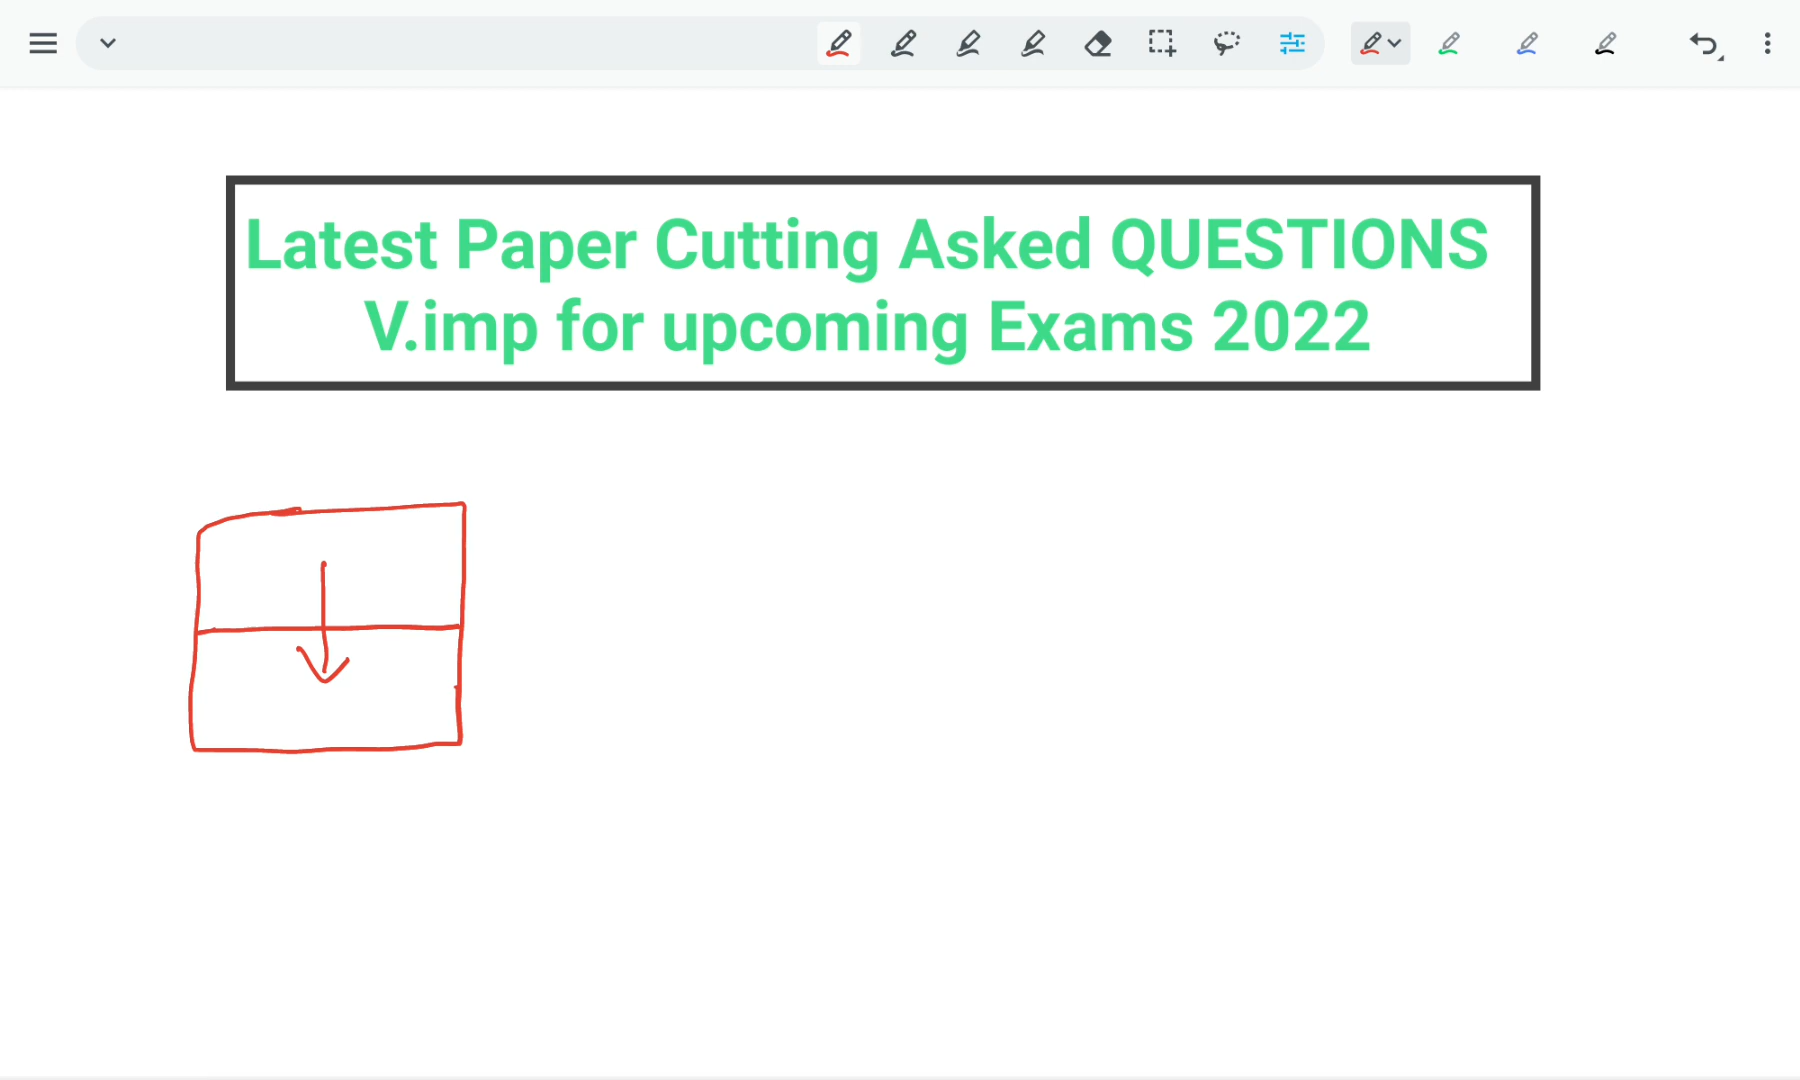 Latest Paper Cutting Asked QUESTIONS
V.imp for upcoming Exams 2022